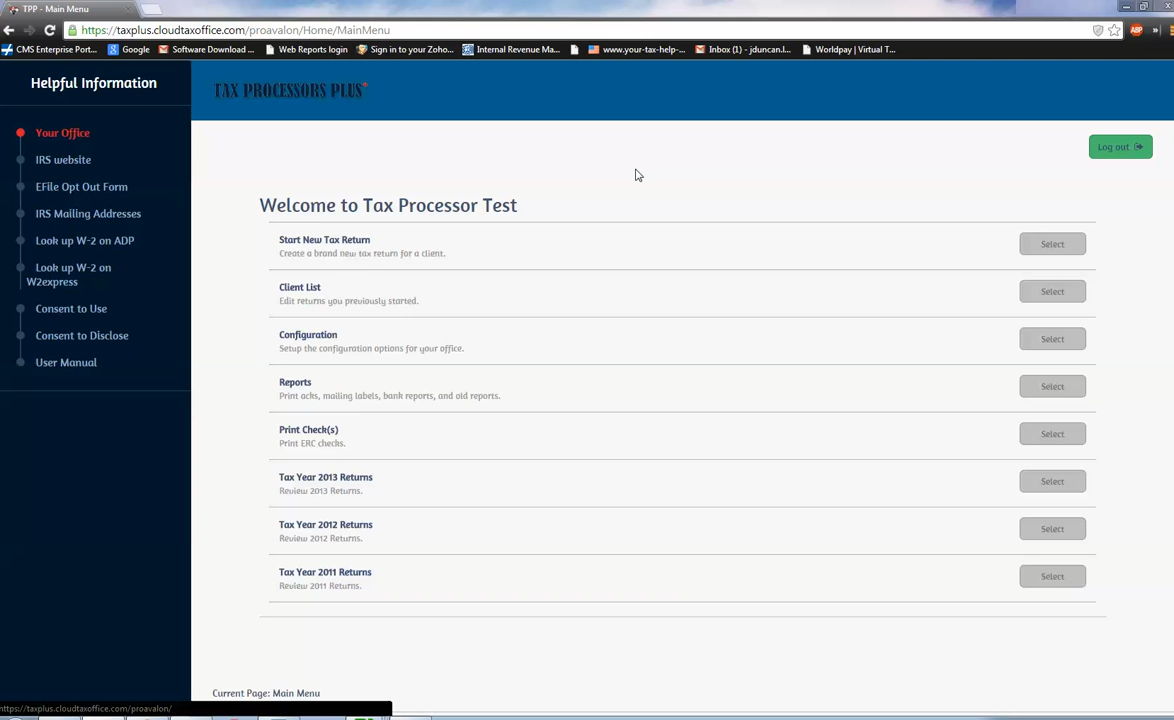 TPP - Main Menu
https://taxplus.cloudtaxoffice.com/proavalon/Home/MainMenu
CMS Enterprise Port... Google Software Download ... Web Reports login Sign in to your Zoho... Internal Revenue Ma... www.your-tax-help-... Inbox (1) - jduncan.l... Worldpay | Virtual T...
ABP
Helpful Information
TAX PROCESSORS PLUS+
Your Office
IRS website
EFile Opt Out Form
IRS Mailing Addresses
Look up W-2 on ADP
Look up W-2 on
W2express
Consent to Use
Consent to Disclose
User Manual
Log out
Welcome to Tax Processor Test
Start New Tax Return
Create a brand new tax return for a client.
Select
Client List
Edit returns you previously started.
Select
Configuration
Setup the configuration options for your office.
Select
Reports
Print acks, mailing labels, bank reports, and old reports.
Select
Print Check(s)
Print ERC checks.
Select
Tax Year 2013 Returns
Review 2013 Returns.
Select
Tax Year 2012 Returns
Review 2012 Returns.
Select
Tax Year 2011 Returns
Review 2011 Returns.
Select
Current Page: Main Menu
https://taxplus.cloudtaxoffice.com/proavalon/